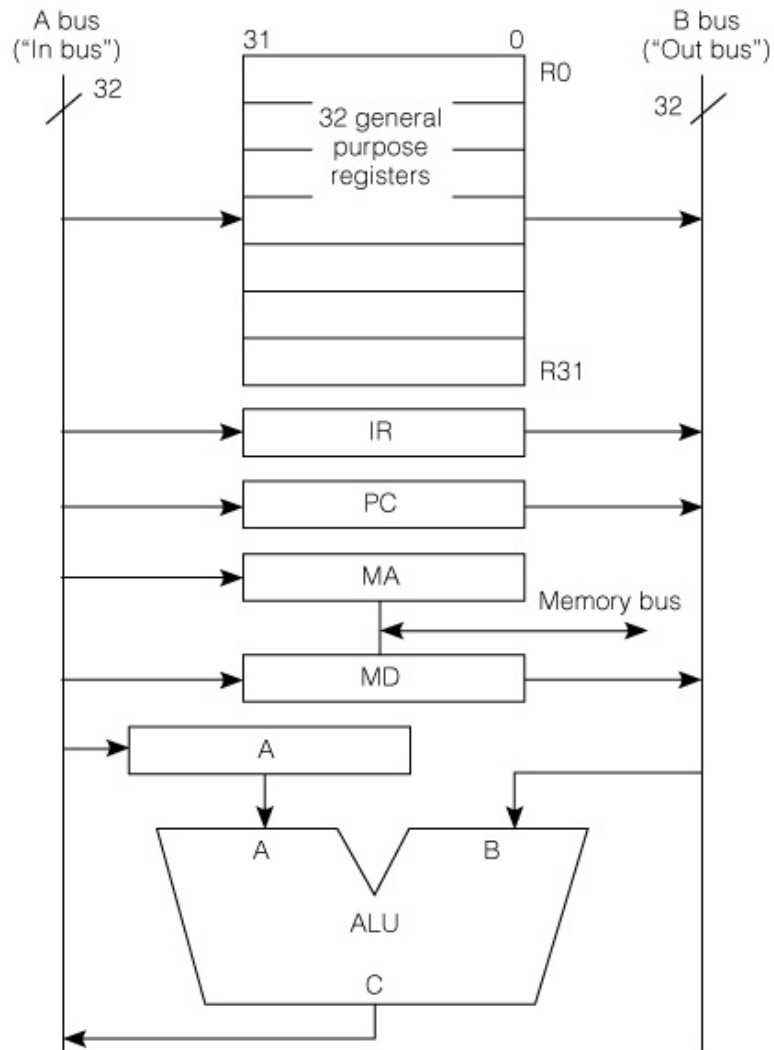 A bus
(“In bus”)
32
31
0
R0
32 general
purpose
registers
R31
B bus
(“Out bus”)
32
IR
PC
MA
Memory bus
MD
A
A
B
ALU
C